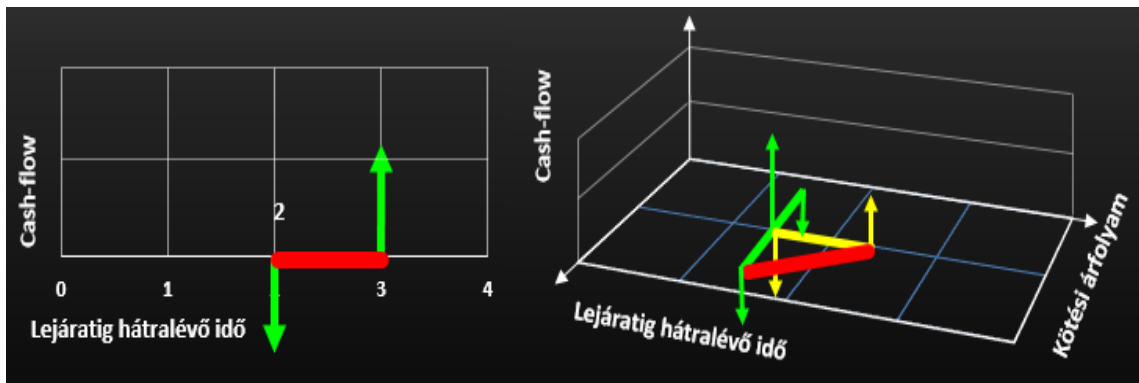 Cash-flow
2
0
1
3
4
Lejáratig hátralévő idő
Cash-flow
Lejáratig hátralévő idő
Kötési árfolyam